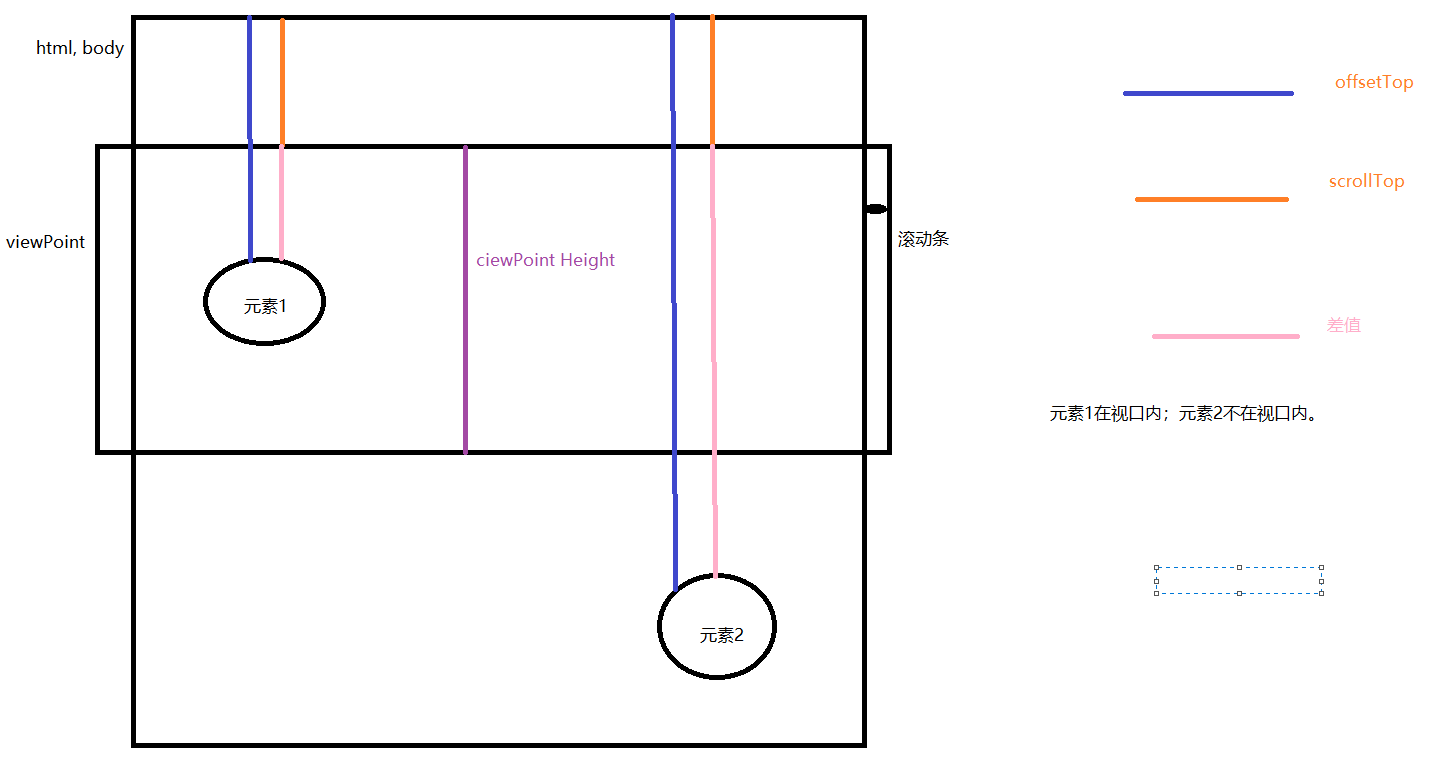 html, body
offsetTop
scrollTop
viewPoint
ciewPoint Height
滚动条
元素1
差值
元素1在视口内；元素2不在视口内。
元素2